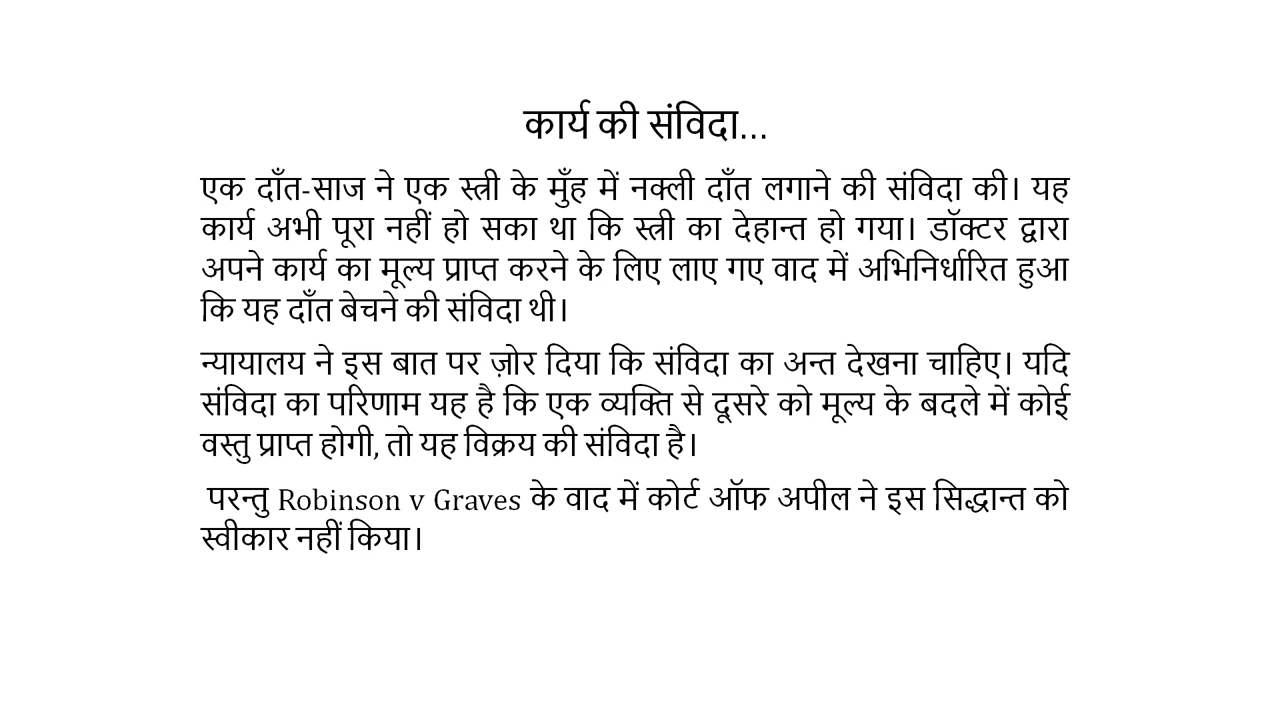 कार्य की संविदा...
एक दाँत-साज ने एक स्त्री के मुँह में नक्ली दाँत लगाने की संविदा की। यह
कार्य अभी पूरा नहीं हो सका था कि स्त्री का देहान्त हो गया। डॉक्टर द्वारा
अपने कार्य का मूल्य प्राप्त करने के लिए लाए गए वाद में अभिनिर्धारित हुआ
कि यह दाँत बेचने की संविदा थी।
न्यायालय ने इस बात पर ज़ोर दिया कि संविदा का अन्त देखना चाहिए। यदि
संविदा का परिणाम यह है कि एक व्यक्ति से दूसरे को मूल्य के बदले में कोई
वस्तु प्राप्त होगी, तो यह विक्रय की संविदा है।
परन्तु Robinson v Graves के वाद में कोर्ट ऑफ अपील ने इस सिद्धान्त को
स्वीकार नहीं किया।